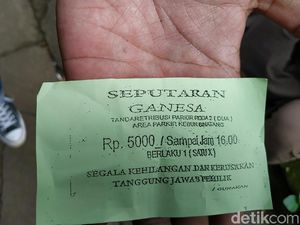 SEPUTARAN
GANESA
TANDA RETRIBUSI PARKIR RODA 2 ( DUA )
AREA PARKIR KEBUN BINATANG
Rp. 5000_/ Sampai Jam 16.00
BERLAKU 1 ( SATU X )
SEGALA KEHILANGAN DAN KERUSAKAN
TANGGUNG JAWAB PEMILIK
detikcom